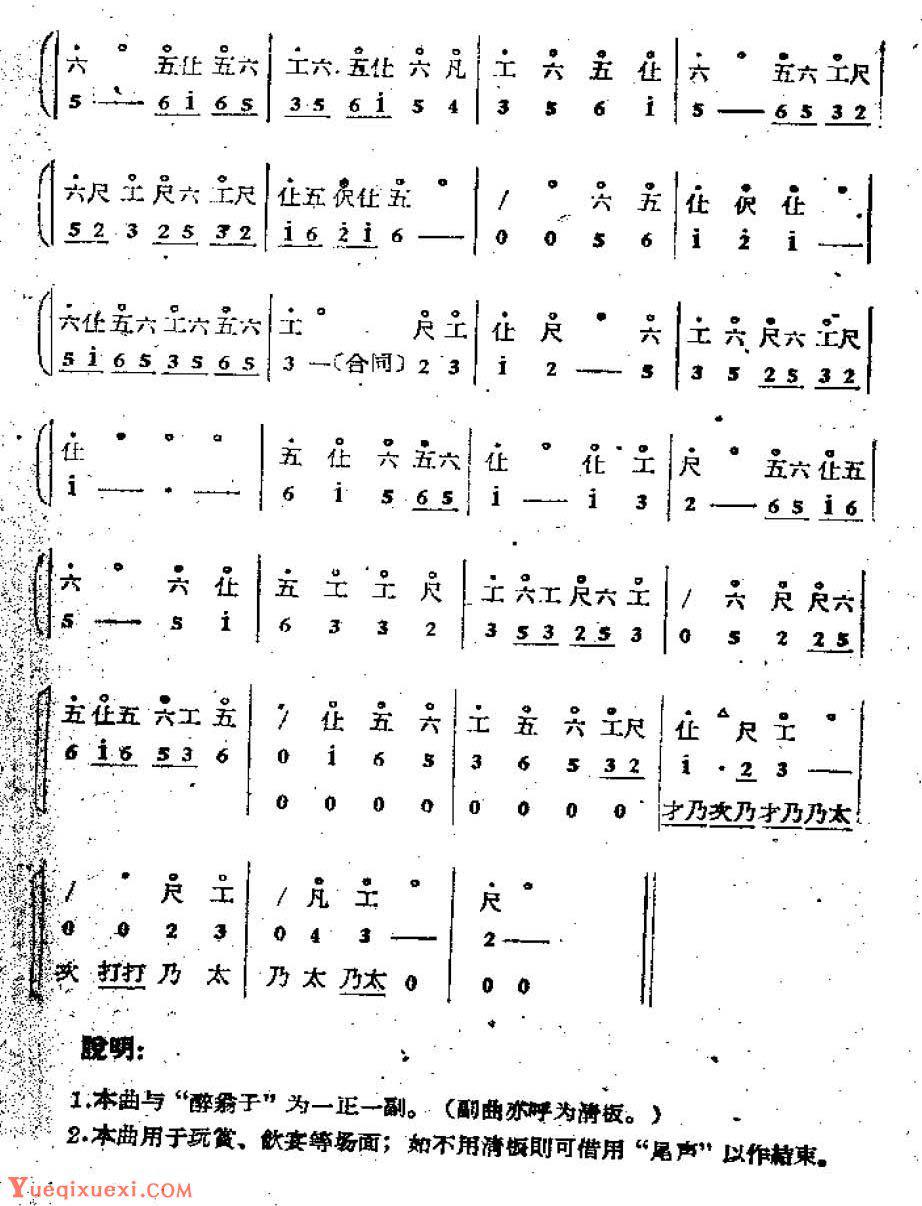 六 五仩 五六 工六. 五仩 六 凡 工 六 五 仩 六 五六 工尺
5 — 6 i 6 5 3 5 6 i 5 4 3 5 6 i 5 — 6 5 3 2
六尺 工 尺六 工尺 仩五 伬仩 五 / 六 五 仩 伬 仩
5 2 3 2 5 3 2 i 6 2 i 6 — 0 0 5 6 i 2 i —
六仩 五六 工六 五六 工 尺 工 仩 尺 六 工 六 尺六 工尺
5 i 6 5 3 5 6 5 3 —(合同) 2 3 i 2 — 5 3 5 2 5 3 2
仩 五 仩 六 五六 仩 仩 工 尺 五六 仩五
i — · — 6 i 5 6 5 i — i 3 2 — 6 5 i 6
六 六 仩 五 工 工 尺 工 六工 尺六 工 / 六 尺 尺六
5 — 5 i 6 3 3 2 3 5 3 2 5 3 0 5 2 2 5
五 仩五 六工 五 / 仩 五 六 工 五 六 工尺 仩 尺 工
6 i 6 5 3 6 0 i 6 5 3 6 5 3 2 i · 2 3 —
0 0 0 0 0 0 0 0 才乃 次乃 才乃 乃太
/ 尺 工 / 凡 工 尺
0 0 2 3 0 4 3 — 2 —
次 打打 乃 太 乃 太 乃太 0 0 0
說明：
1.本曲与“醉翁子”为一正一副。（副曲亦呼为清板。）
2.本曲用于玩賞、飲宴等场面；如不用清板則可借用“尾声”以作結束。
Yueqixuexi.COM